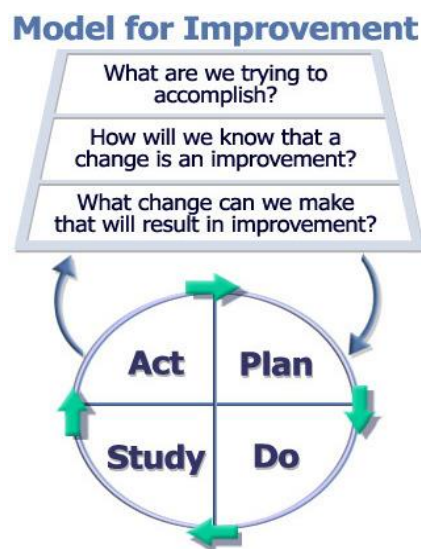 Model for Improvement
What are we trying to
accomplish?
How will we know that a
change is an improvement?
What change can we make
that will result in improvement?
Act
Plan
Study
Do